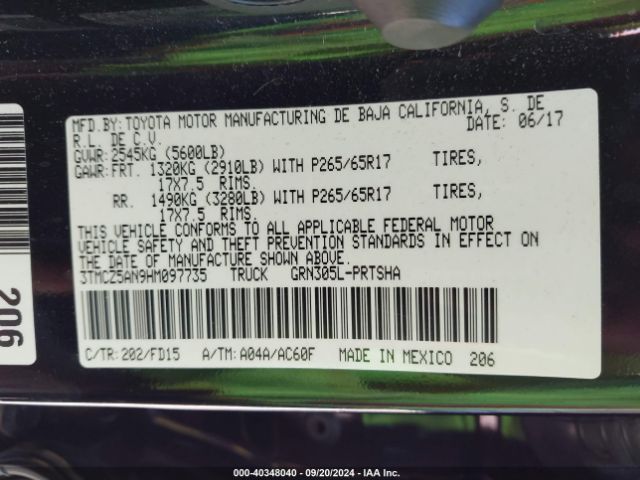 MFD.BY:TOYOTA MOTOR MANUFACTURING DE BAJA CALIFORNIA, S. DE
R.L. DE C.V. DATE: 06/17
GVWR: 2545KG (5600LB)
GAWR:FRT. 1320KG (2910LB) WITH P265/65R17 TIRES,
17X7.5 RIMS.
RR. 1490KG (3280LB) WITH P265/65R17 TIRES,
17X7.5 RIMS.
THIS VEHICLE CONFORMS TO ALL APPLICABLE FEDERAL MOTOR
VEHICLE SAFETY AND THEFT PREVENTION STANDARDS IN EFFECT ON
THE DATE OF MANUFACTURE SHOWN ABOVE.
3TMCZ5AN9HM097735 TRUCK GRN305L-PRTSHA
C/TR:202/FD15 A/TM:A04A/AC60F MADE IN MEXICO 206
206
000-40348040 - 09/20/2024 - IAA Inc.